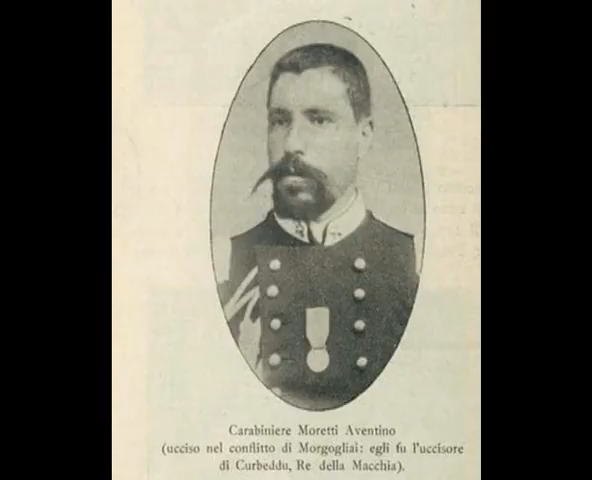 Carabiniere Moretti Aventino
(ucciso nel conflitto di Morgogliai: egli fu l'uccisore
di Curbeddu, Re della Macchia).